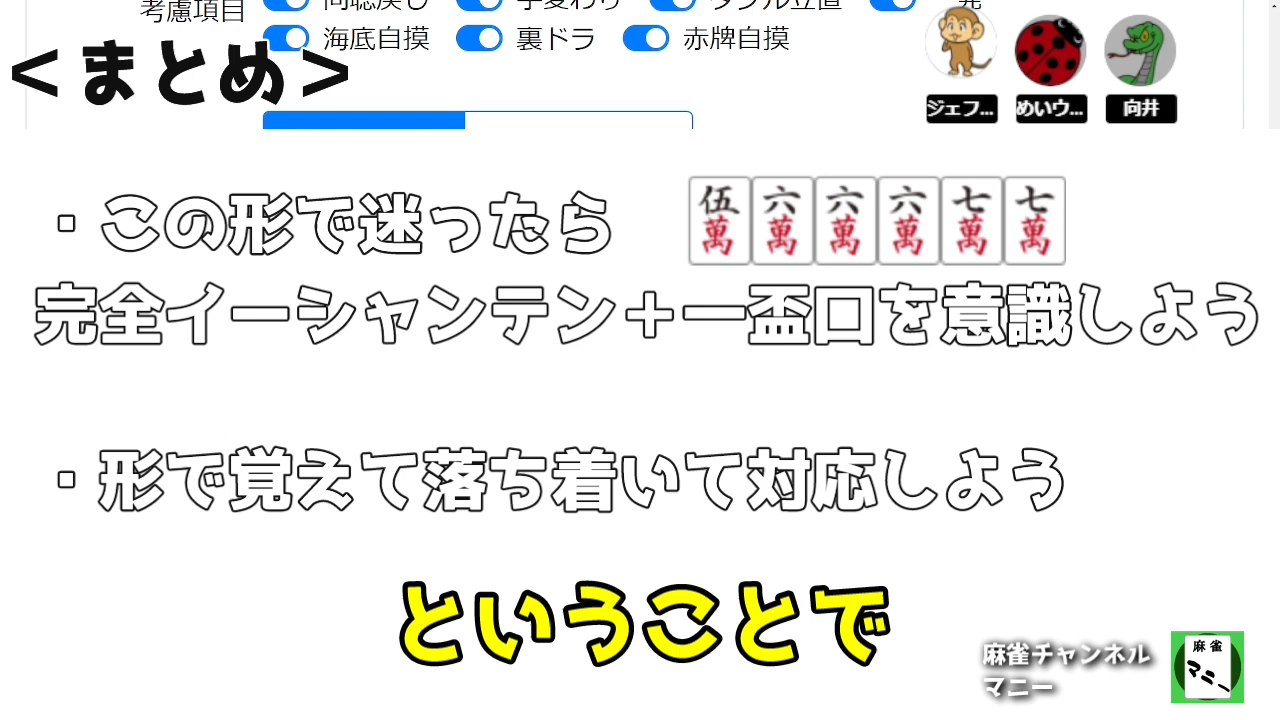 考慮項目
海底自摸 裏ドラ 赤牌自摸
<まとめ>
ジェフ... めいウ... 向井
・この形で迷ったら
伍萬 六萬 六萬 六萬 七萬 七萬
完全イーシャンテン+一盃口を意識しよう
・形で覚えて落ち着いて対応しよう
ということで
麻雀チャンネル
マニー
麻雀
マニー